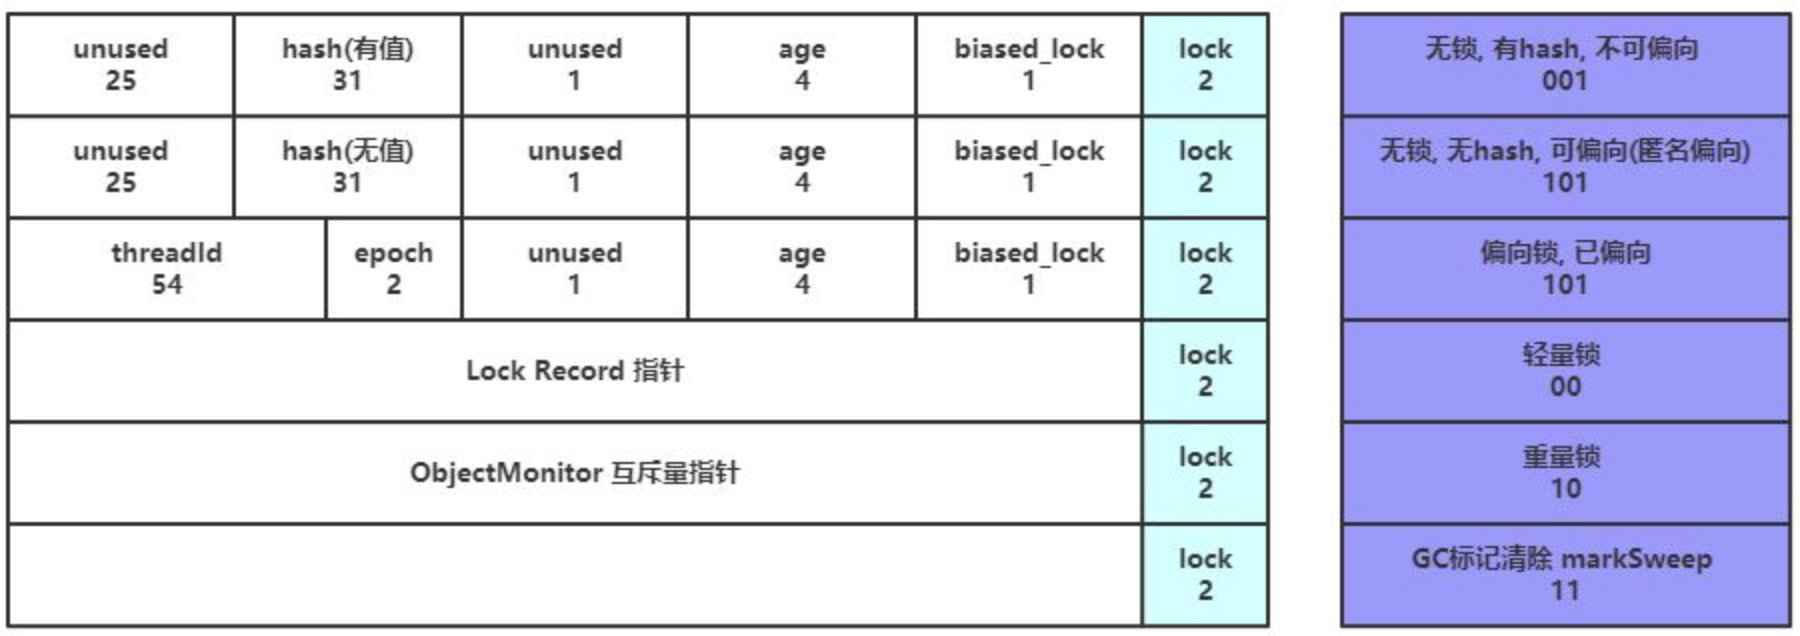 unused
25
hash(有值)
31
unused
1
age
4
biased_lock
1
lock
2
无锁, 有hash, 不可偏向
001
unused
25
hash(无值)
31
unused
1
age
4
biased_lock
1
lock
2
无锁, 无hash, 可偏向(匿名偏向)
101
threadId
54
epoch
2
unused
1
age
4
biased_lock
1
lock
2
偏向锁, 已偏向
101
Lock Record 指针
lock
2
轻量锁
00
ObjectMonitor 互斥量指针
lock
2
重量锁
10
lock
2
GC标记清除 markSweep
11